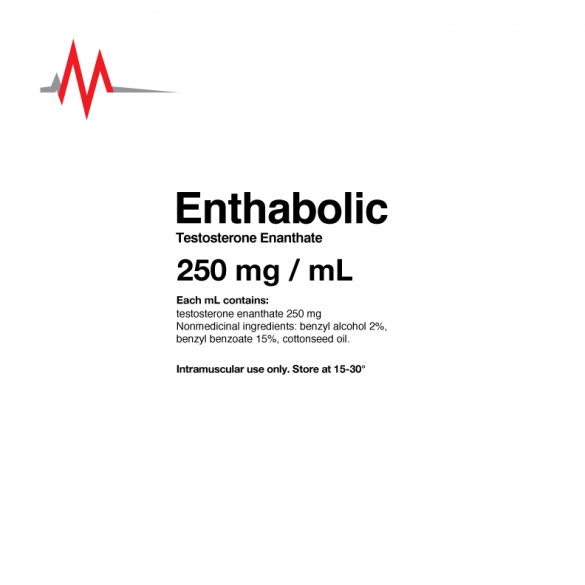 Enthabolic
Testosterone Enanthate
250 mg / mL
Each mL contains:
testosterone enanthate 250 mg
Nonmedicinal ingredients: benzyl alcohol 2%,
benzyl benzoate 15%, cottonseed oil.
Intramuscular use only. Store at 15-30°